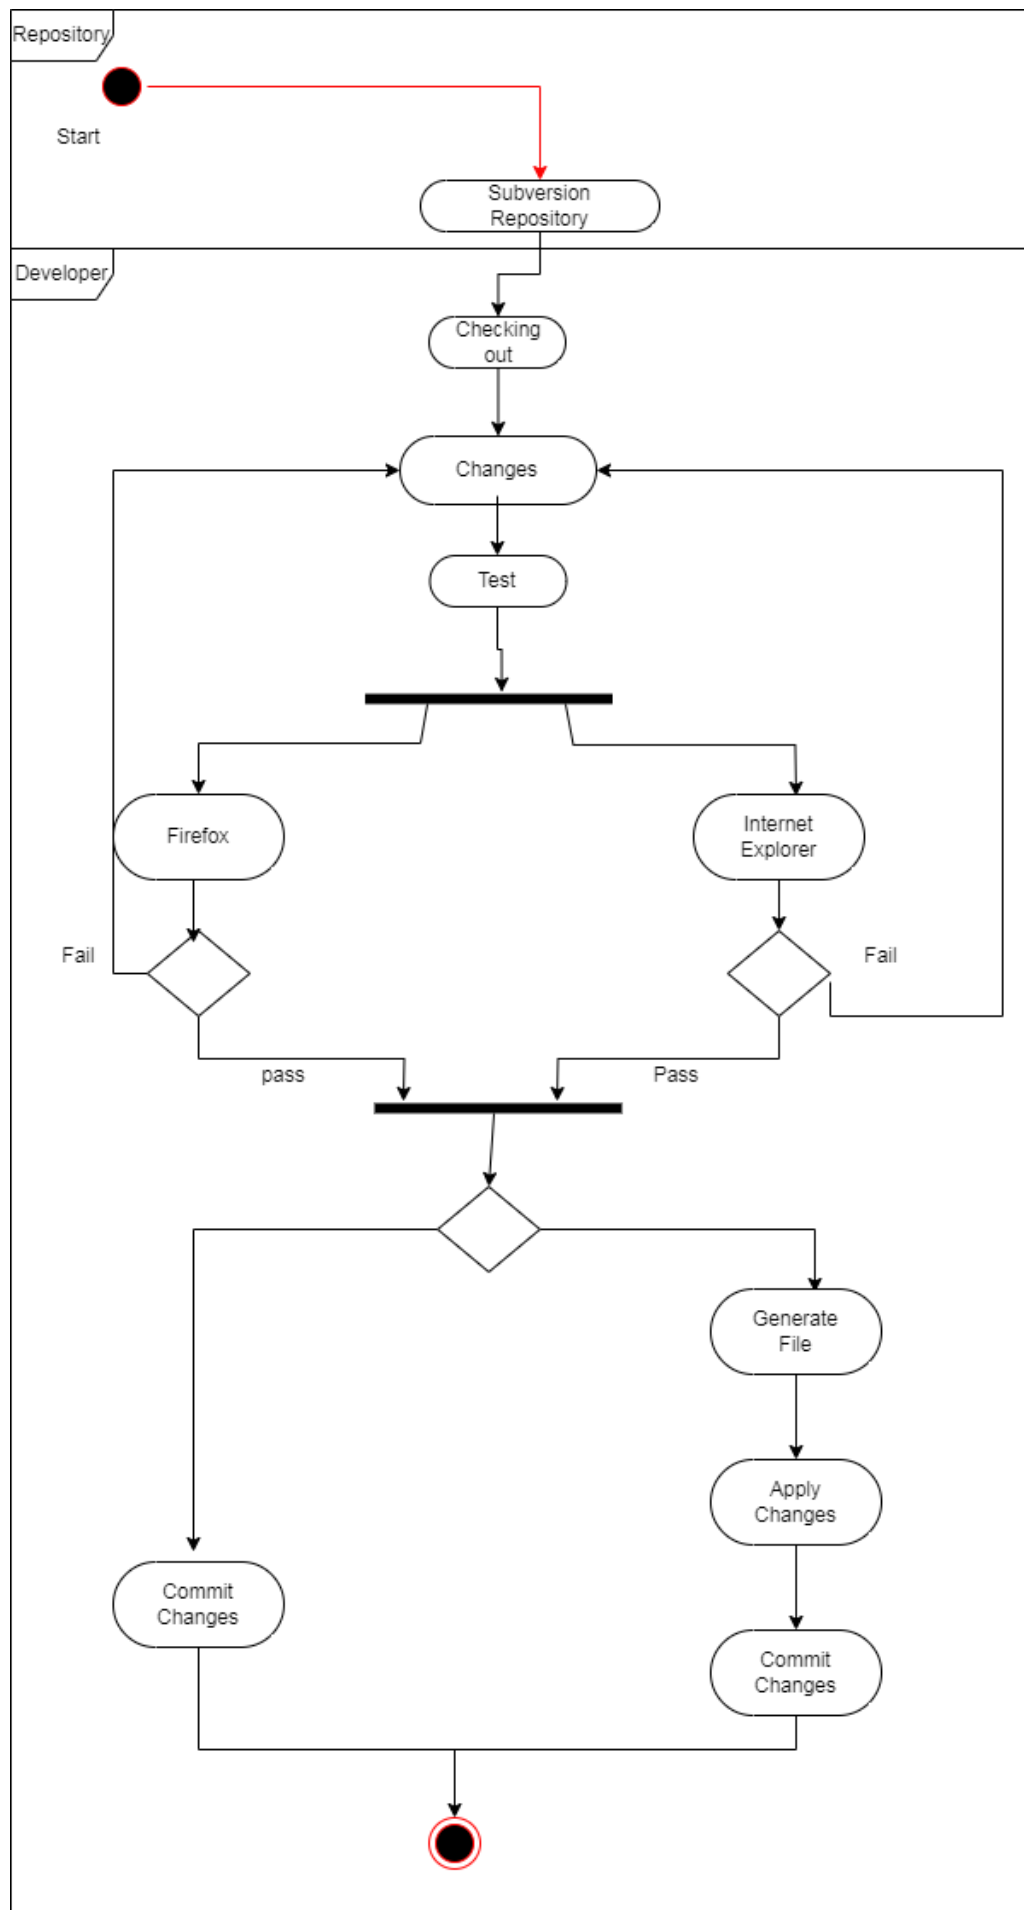 Repository
Start
Subversion
Repository
Developer
Checking
out
Changes
Test
Firefox
Internet
Explorer
Fail
Fail
pass
Pass
Generate
File
Apply
Changes
Commit
Changes
Commit
Changes